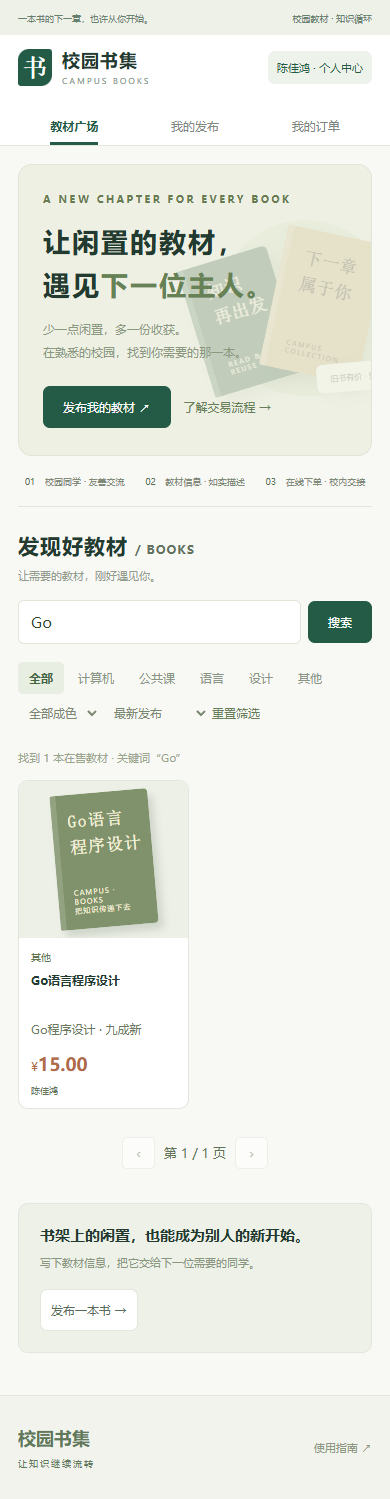 一本书的下一章，也许从你开始。
校园教材 · 知识循环
书
校园书集
CAMPUS BOOKS
陈佳鸿 · 个人中心
教材广场
我的发布
我的订单
A NEW CHAPTER FOR EVERY BOOK
让闲置的教材，
遇见下一位主人。
少一点闲置，多一份收获。
在熟悉的校园，找到你需要的那一本。
再出发
READ &
REUSE
下一章
属于你
CAMPUS
COLLECTION
旧书有价
发布我的教材 ↗
了解交易流程 →
01 校园同学 · 友善交流
02 教材信息 · 如实描述
03 在线下单 · 校内交接
发现好教材 / BOOKS
让需要的教材，刚好遇见你。
Go
搜索
全部 计算机 公共课 语言 设计 其他
全部成色 最新发布 重置筛选
找到 1 本在售教材 · 关键词“Go”
Go语言
程序设计
CAMPUS ·
BOOKS
把知识传递下去
其他
Go语言程序设计
Go程序设计 · 九成新
¥15.00
陈佳鸿
‹ 第 1 / 1 页 ›
书架上的闲置，也能成为别人的新开始。
写下教材信息，把它交给下一位需要的同学。
发布一本书 →
校园书集
让知识继续流转
使用指南 ↗